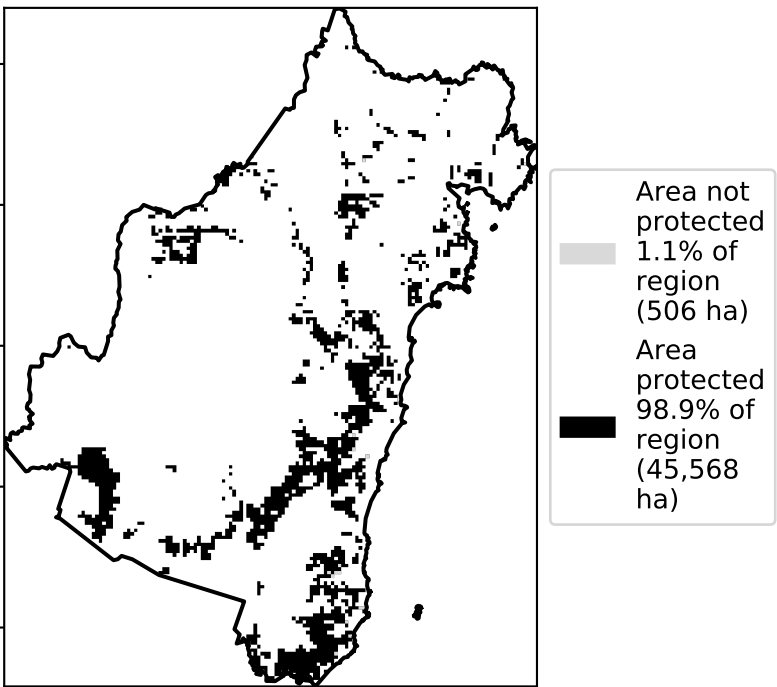 Area not
protected
1.1% of
region
(506 ha)
Area
protected
98.9% of
region
(45,568
ha)